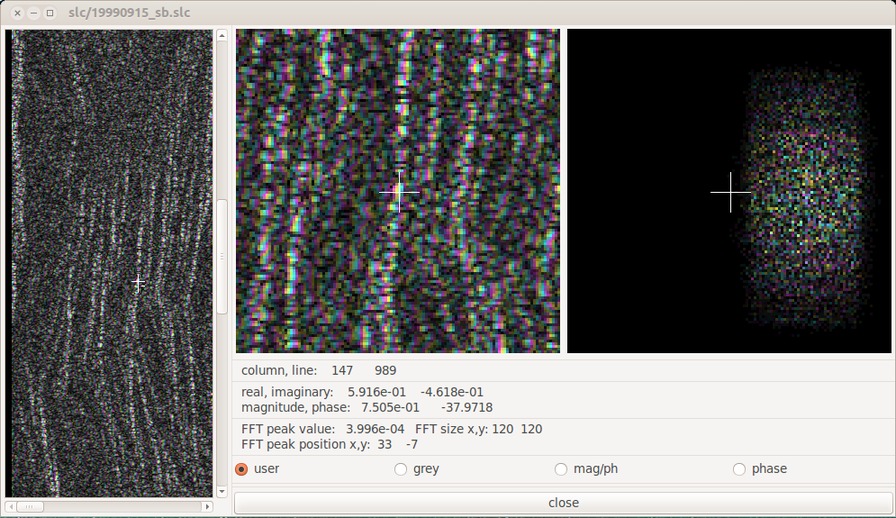 slc/19990915_sb.slc
column, line: 147 989
real, imaginary: 5.916e-01 -4.618e-01
magnitude, phase: 7.505e-01 -37.9718
FFT peak value: 3.996e-04 FFT size x,y: 120 120
FFT peak position x,y: 33 -7
user grey mag/ph phase
close